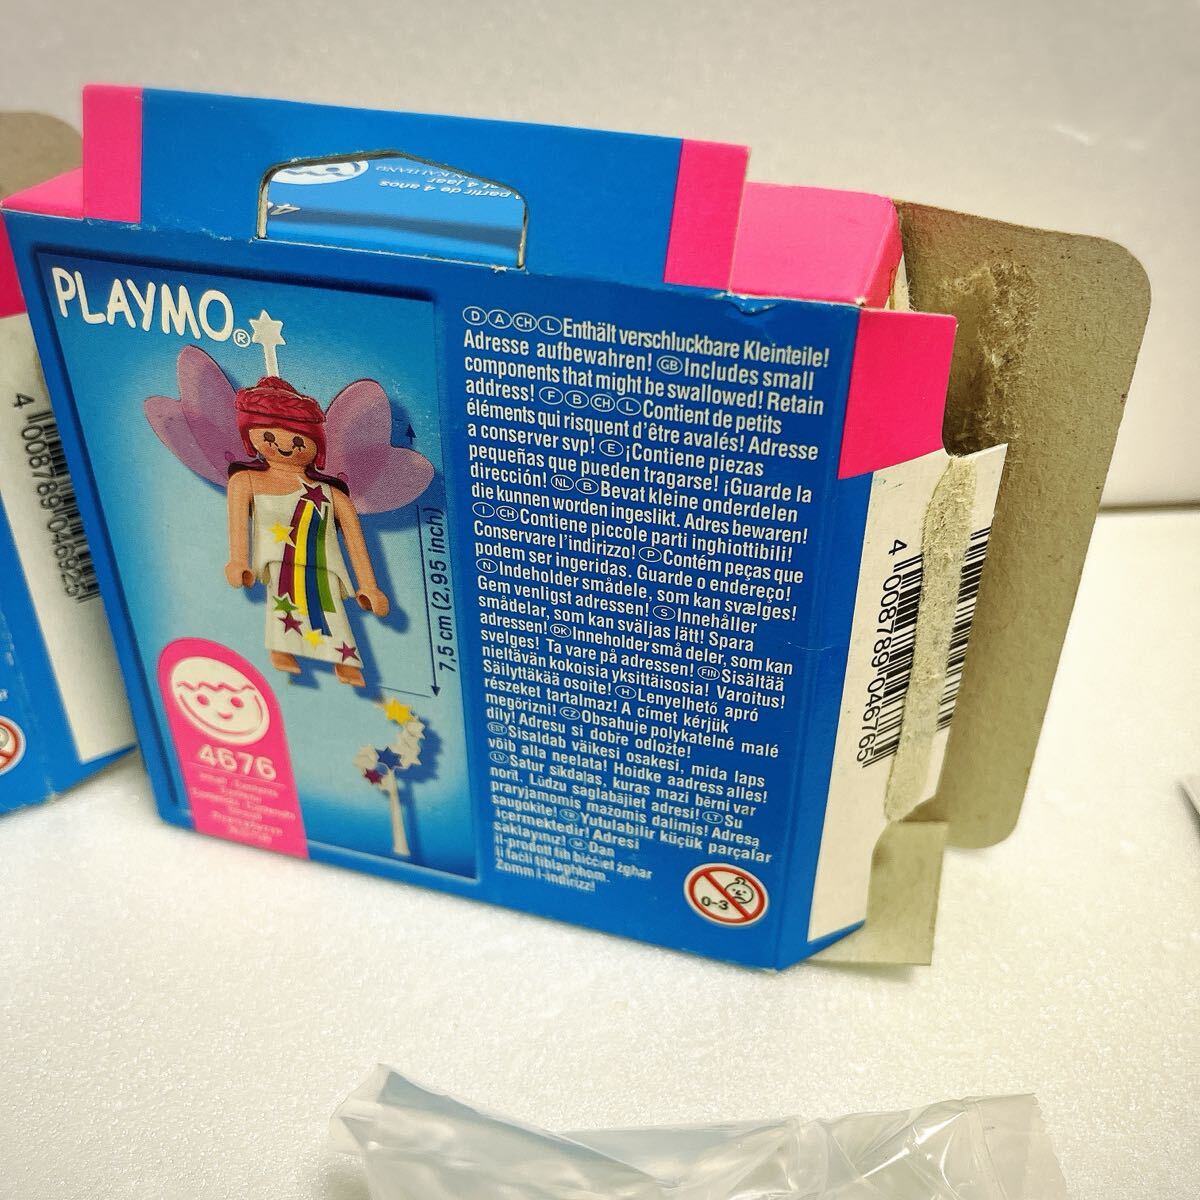 a partir de 4 anos
PLAYMO®
Ⓓ Ⓐ CH Ⓛ Enthält verschluckbare Kleinteile!
Adresse aufbewahren! GB Includes small
components that might be swallowed! Retain
address! Ⓕ Ⓑ CH Ⓛ Contient de petits
éléments qui risquent d'être avalés! Adresse
a conserver svp! Ⓔ ¡Contiene piezas
pequeñas que pueden tragarse! ¡Guarde la
dirección! NL Ⓑ Bevat kleine onderdelen
die kunnen worden ingeslikt. Adres bewaren!
Ⓘ CH Contiene piccole parti inghiottibili!
Conservare l'indirizzo! Ⓟ Contém peças que
podem ser ingeridas. Guarde o endereço!
Ⓝ Indeholder smådele, som kan svælges!
Gem venligst adressen! Ⓢ Innehåller
smådelar, som kan sväljas lätt! Spara
adressen! DK Inneholder små deler, som kan
svelges! Ta vare på adressen! FIN Sisältää
nieltävän kokoisia yksittäisosia! Varoitus!
Säilyttäkää osoite! Ⓗ Lenyelhető apró
részeket tartalmaz! A címet kérjük
megőrizni! CZ Obsahuje polykatelné malé
díly! Adresu si dobře odložte!
EST Sisaldab väikesi osakesi, mida laps
võib alla neelata! Hoidke aadress alles!
LV Satur sīkdaļas, kuras mazi bērni var
norīt. Lūdzu saglabājiet adresi! LT Su
praryjamomis mažomis dalimis! Adresą
saugokite! TR Yutulabilir küçük parçalar
içermektedir! Adresi
saklayınız! Ⓜ Dan
il-prodott fih biċċiet żgħar
li faċli tiblagħhom.
Żomm l-indirizz!
7,5 cm (2,95 inch)
4676
0-3
4 008789 046765
4 008789 046925